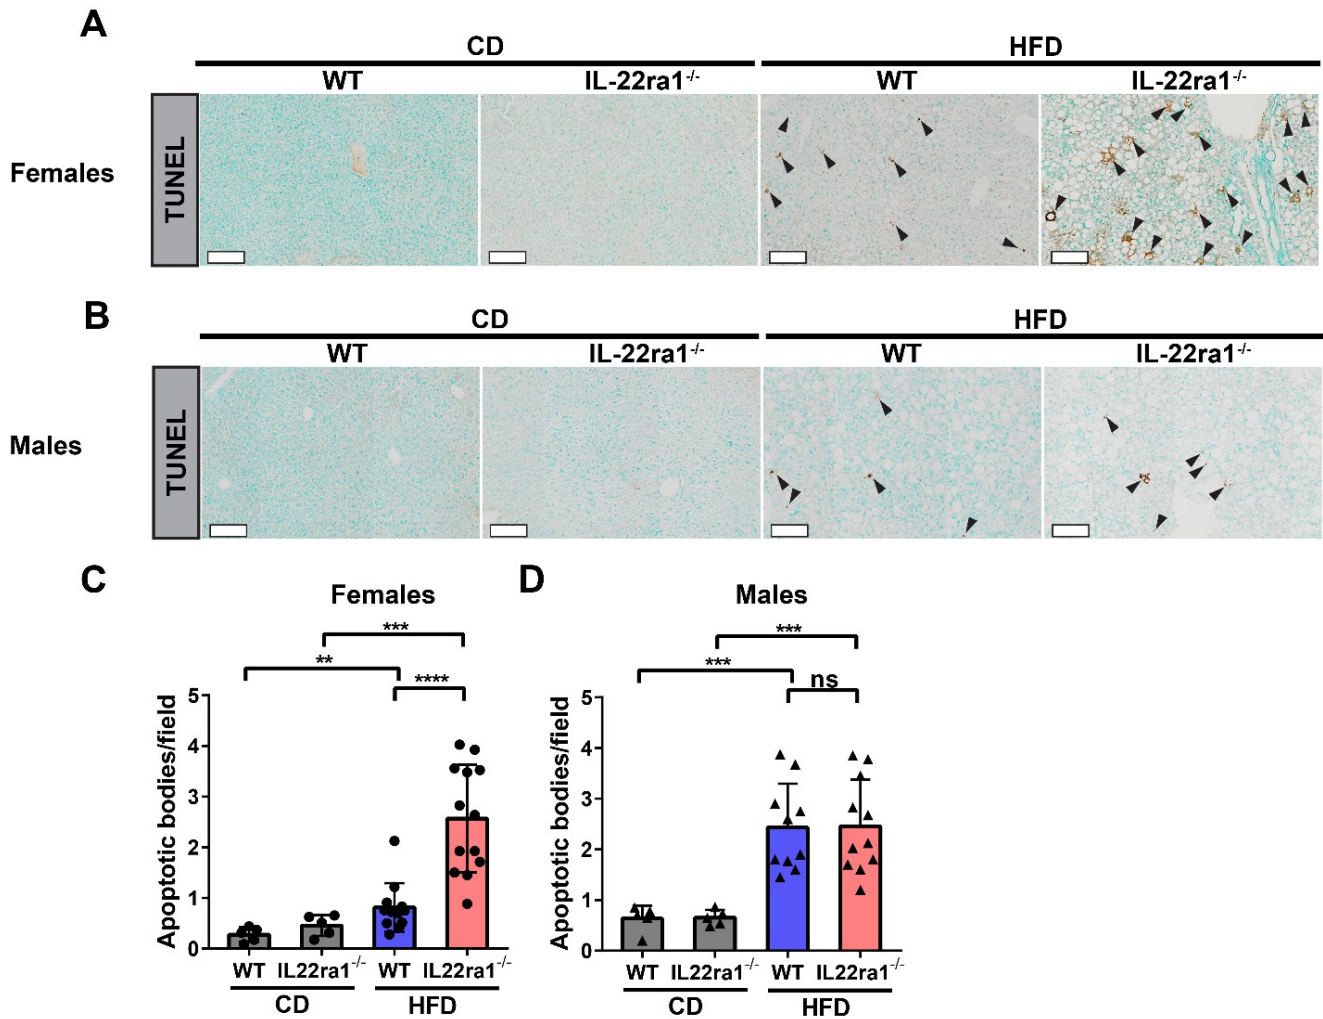 A
CD HFD
WT IL-22ra1-/- WT IL-22ra1-/-
Females
TUNEL
B
CD HFD
WT IL-22ra1-/- WT IL-22ra1-/-
Males
TUNEL
C
Females
***
**
****
Apoptotic bodies/field
5
4
3
2
1
0
WT IL22ra1-/- WT IL22ra1-/-
CD HFD
D
Males
***
***
ns
Apoptotic bodies/field
5
4
3
2
1
0
WT IL22ra1-/- WT IL22ra1-/-
CD HFD